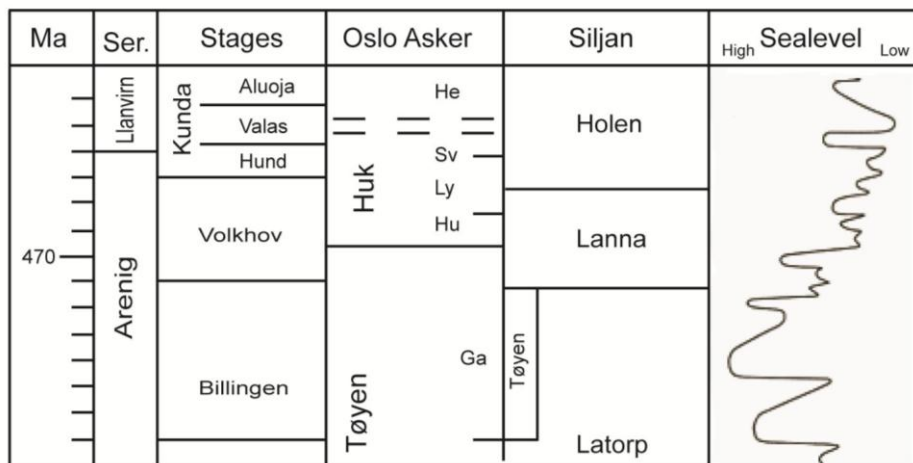 Ma Ser. Stages Oslo Asker Siljan High Sealevel Low
Llanvirn
Kunda
Aluoja
Valas
Hund
He
Sv
Huk
Ly
Hu
Holen
Volkhov
Lanna
470
Arenig
Billingen
Tøyen
Ga
Tøyen
Latorp